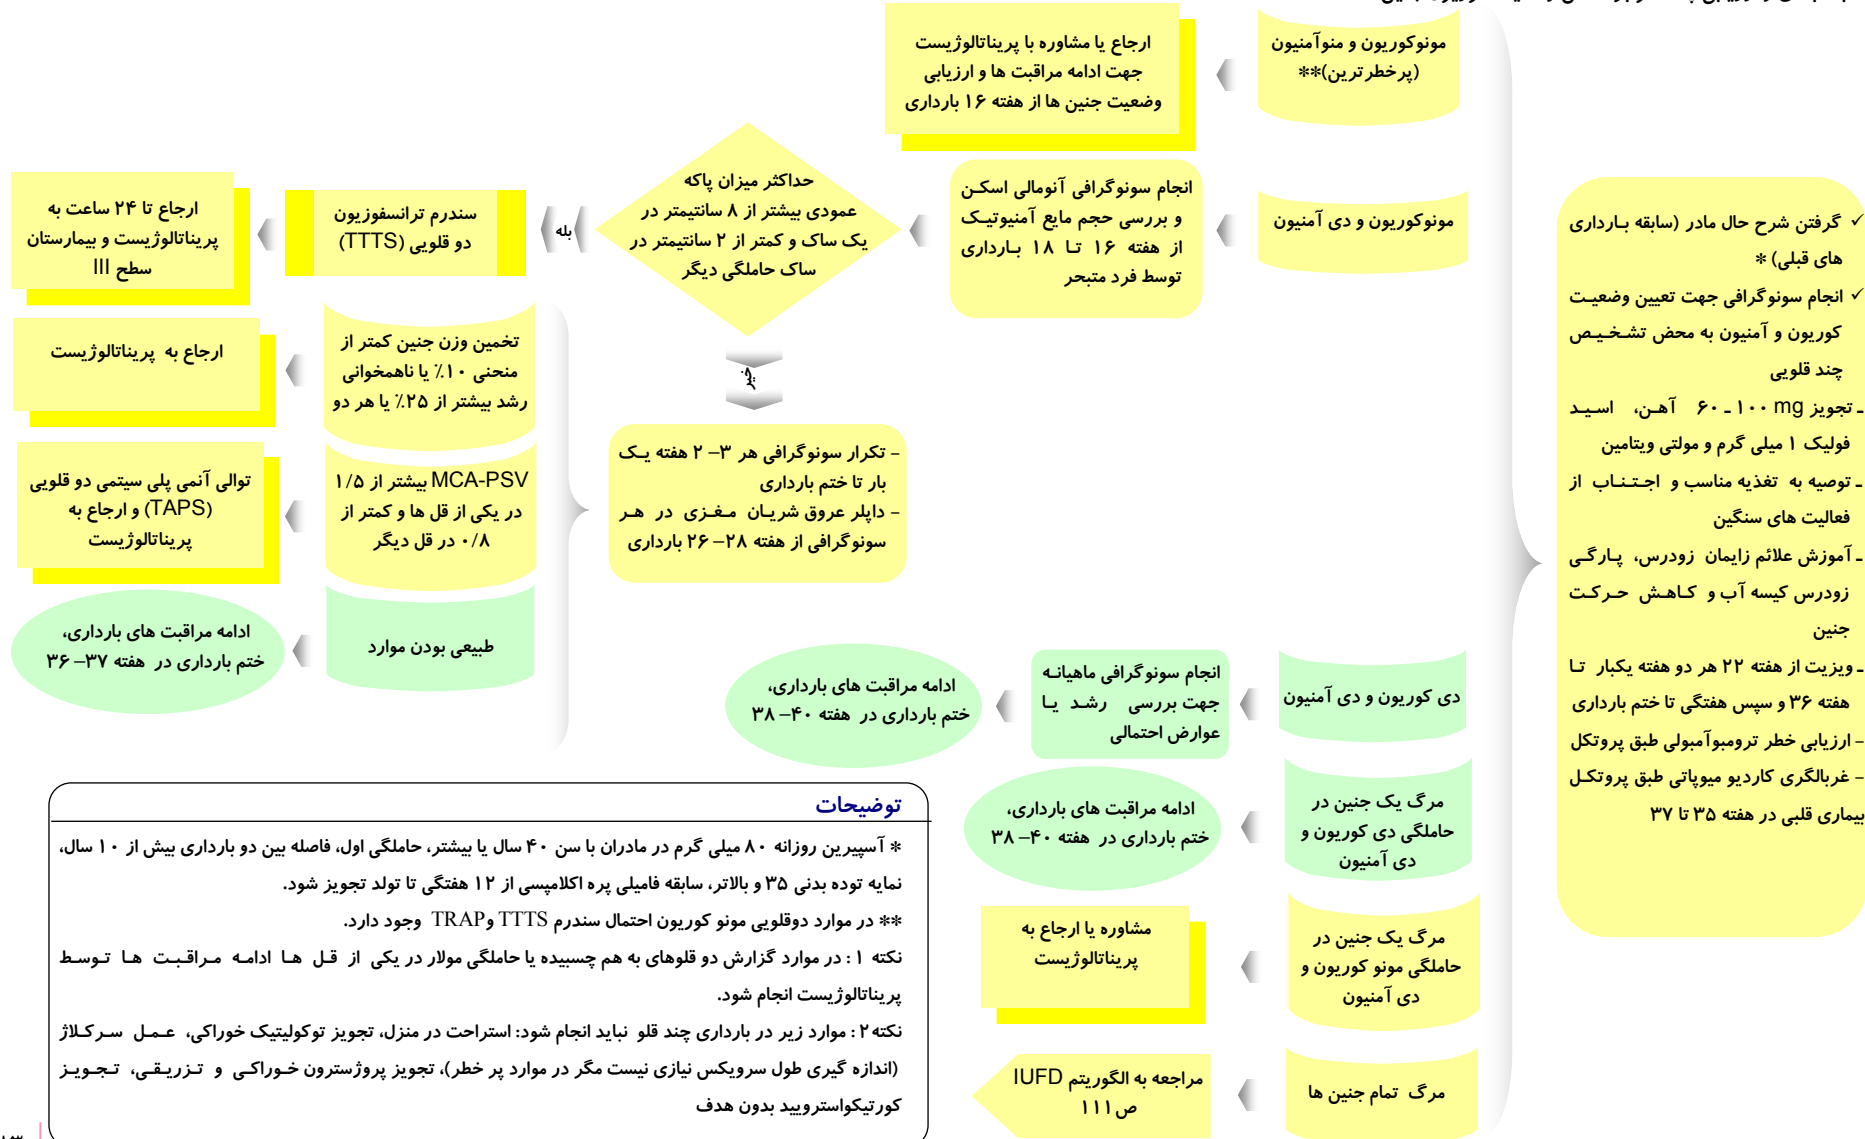 ✓ گرفتن شرح حال مادر (سابقه بارداری
های قبلی) *
✓ انجام سونوگرافی جهت تعیین وضعیت
کوریون و آمنیون به محض تشخیص
چند قلویی
ـ تجویز ۶۰ ـ ۱۰۰ mg آهن، اسید
فولیک ۱ میلی گرم و مولتی ویتامین
ـ توصیه به تغذیه مناسب و اجتناب از
فعالیت های سنگین
ـ آموزش علائم زایمان زودرس، پارگی
زودرس کیسه آب و کاهش حرکت
جنین
ـ ویزیت از هفته ۲۲ هر دو هفته یکبار تا
هفته ۳۶ و سپس هفتگی تا ختم بارداری
– ارزیابی خطر ترومبوآمبولی طبق پروتکل
– غربالگری کاردیو میوپاتی طبق پروتکل
بیماری قلبی در هفته ۳۵ تا ۳۷
مونوکوریون و منوآمنیون
(پرخطرترین)**
ارجاع یا مشاوره با پریناتالوژیست
جهت ادامه مراقبت ها و ارزیابی
وضعیت جنین ها از هفته ۱۶ بارداری
مونوکوریون و دی آمنیون
انجام سونوگرافی آنومالی اسکن
و بررسی حجم مایع آمنیوتیک
از هفته ۱۶ تا ۱۸ بارداری
توسط فرد متبحر
حداکثر میزان پاکه
عمودی بیشتر از ۸ سانتیمتر در
یک ساک و کمتر از ۲ سانتیمتر در
ساک حاملگی دیگر
بله
سندرم ترانسفوزیون
دو قلویی (TTTS)
ارجاع تا ۲۴ ساعت به
پریناتالوژیست و بیمارستان
سطح III
خیر
– تکرار سونوگرافی هر ۳– ۲ هفته یک
بار تا ختم بارداری
– داپلر عروق شریان مغزی در هر
سونوگرافی از هفته ۲۸– ۲۶ بارداری
تخمین وزن جنین کمتر از
منحنی ۱۰٪ یا ناهمخوانی
رشد بیشتر از ۲۵٪ یا هر دو
ارجاع به پریناتالوژیست
MCA-PSV بیشتر از ۱/۵
در یکی از قل ها و کمتر از
۰/۸ در قل دیگر
توالی آنمی پلی سیتمی دو قلویی
(TAPS) و ارجاع به
پریناتالوژیست
طبیعی بودن موارد
ادامه مراقبت های بارداری،
ختم بارداری در هفته ۳۷– ۳۶
دی کوریون و دی آمنیون
انجام سونوگرافی ماهیانه
جهت بررسی رشد یا
عوارض احتمالی
ادامه مراقبت های بارداری،
ختم بارداری در هفته ۴۰– ۳۸
مرگ یک جنین در
حاملگی دی کوریون و
دی آمنیون
ادامه مراقبت های بارداری،
ختم بارداری در هفته ۴۰– ۳۸
مرگ یک جنین در
حاملگی مونو کوریون و
دی آمنیون
مشاوره یا ارجاع به
پریناتالوژیست
مرگ تمام جنین ها
مراجعه به الگوریتم IUFD
ص۱۱۱
توضیحات
* آسپیرین روزانه ۸۰ میلی گرم در مادران با سن ۴۰ سال یا بیشتر، حاملگی اول، فاصله بین دو بارداری بیش از ۱۰ سال،
نمایه توده بدنی ۳۵ و بالاتر، سابقه فامیلی پره اکلامپسی از ۱۲ هفتگی تا تولد تجویز شود.
** در موارد دوقلویی مونو کوریون احتمال سندرم TTTS وTRAP وجود دارد.
نکته ۱ : در موارد گزارش دو قلوهای به هم چسبیده یا حاملگی مولار در یکی از قل ها ادامه مراقبت ها توسط
پریناتالوژیست انجام شود.
نکته۲ : موارد زیر در بارداری چند قلو نباید انجام شود: استراحت در منزل، تجویز توکولیتیک خوراکی، عمل سرکلاژ
(اندازه گیری طول سرویکس نیازی نیست مگر در موارد پر خطر)، تجویز پروژسترون خوراکی و تزریقی، تجویز
کورتیکواسترویید بدون هدف